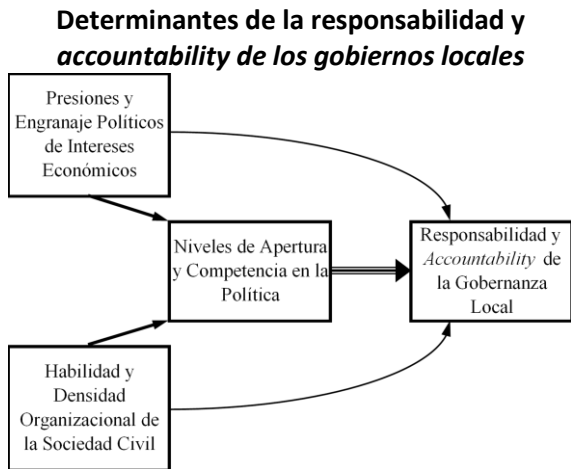 Determinantes de la responsabilidad y
accountability de los gobiernos locales
Presiones y
Engranaje Políticos
de Intereses
Económicos
Niveles de Apertura
y Competencia en la
Política
Responsabilidad y
Accountability de
la Gobernanza
Local
Habilidad y
Densidad
Organizacional de
la Sociedad Civil